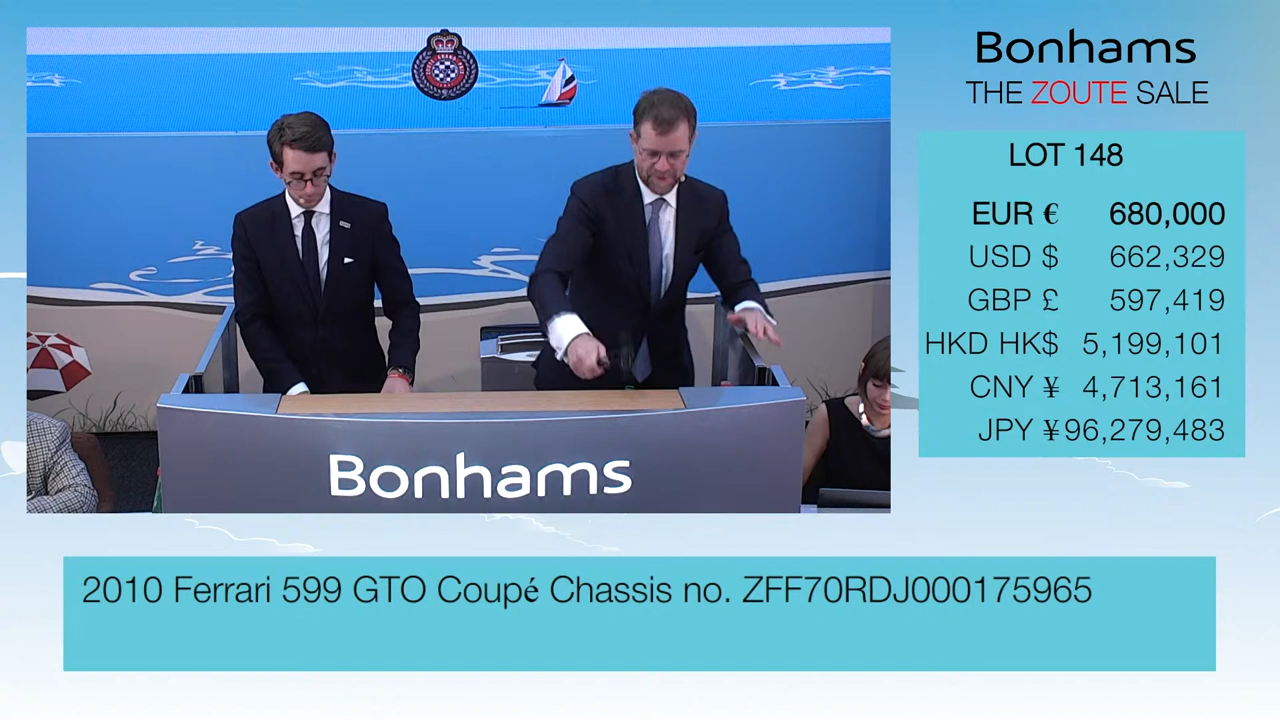 Bonhams
THE ZOUTE SALE
LOT 148
EUR € 680,000
USD $ 662,329
GBP £ 597,419
HKD HK$ 5,199,101
CNY ¥ 4,713,161
JPY ¥96,279,483
Bonhams
2010 Ferrari 599 GTO Coupé Chassis no. ZFF70RDJ000175965